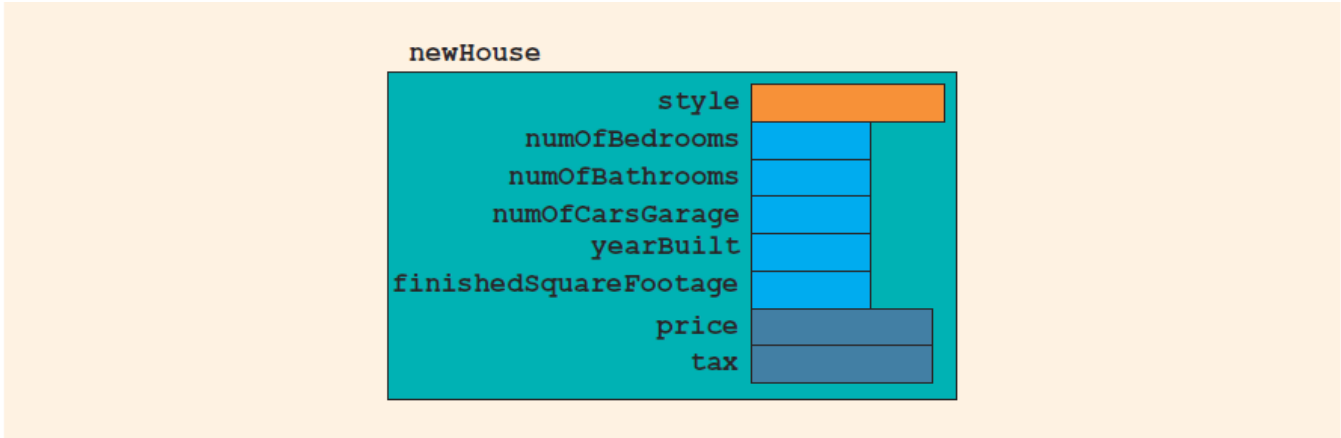 newHouse
style
numOfBedrooms
numOfBathrooms
numOfCarsGarage
yearBuilt
finishedSquareFootage
price
tax